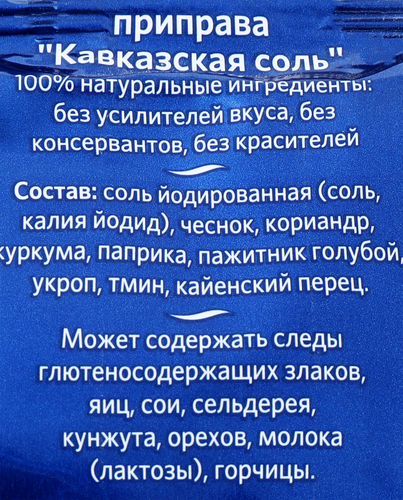 приправа
"Кавказская соль"
100% натуральные ингредиенты:
без усилителей вкуса, без
консервантов, без красителей
Состав: соль йодированная (соль,
калия йодид), чеснок, кориандр,
куркума, паприка, пажитник голубой,
укроп, тмин, кайенский перец.
Может содержать следы
глютеносодержащих злаков,
яиц, сои, сельдерея,
кунжута, орехов, молока
(лактозы), горчицы.